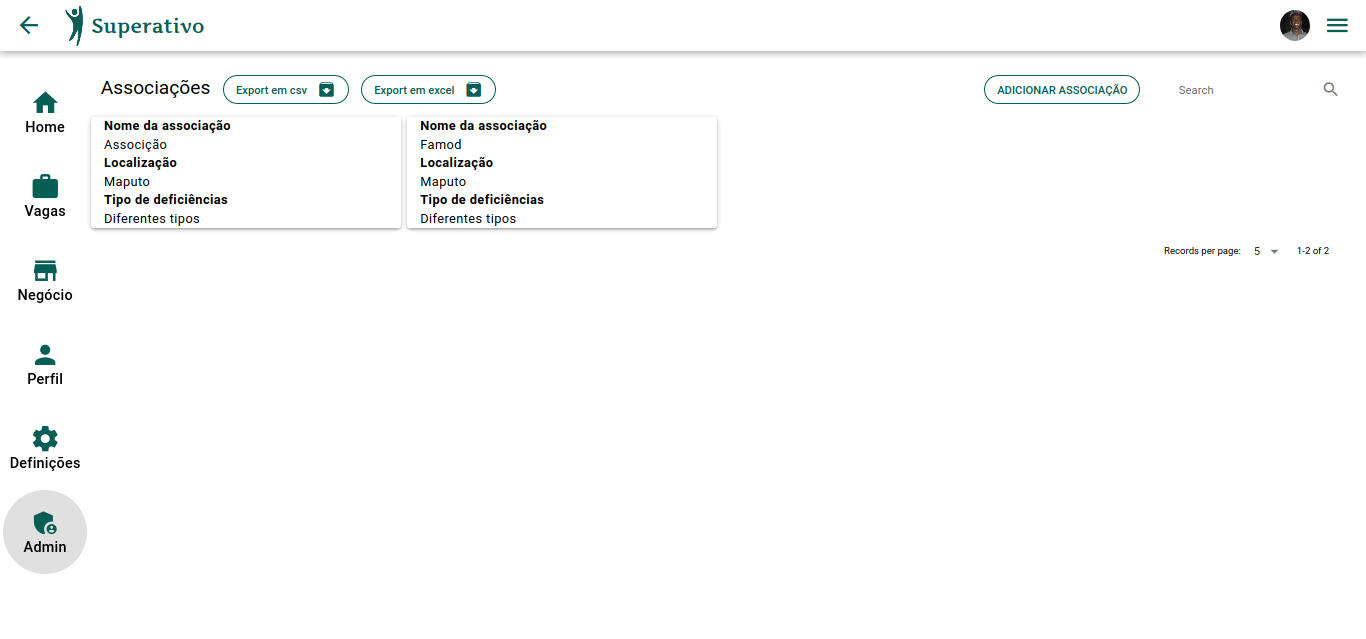 Superativo
Associações
Export em csv
Export em excel
ADICIONAR ASSOCIAÇÃO
Search
Home
Vagas
Negócio
Perfil
Definições
Admin
Nome da associação
Associção
Localização
Maputo
Tipo de deficiências
Diferentes tipos
Nome da associação
Famod
Localização
Maputo
Tipo de deficiências
Diferentes tipos
Records per page: 5 1-2 of 2